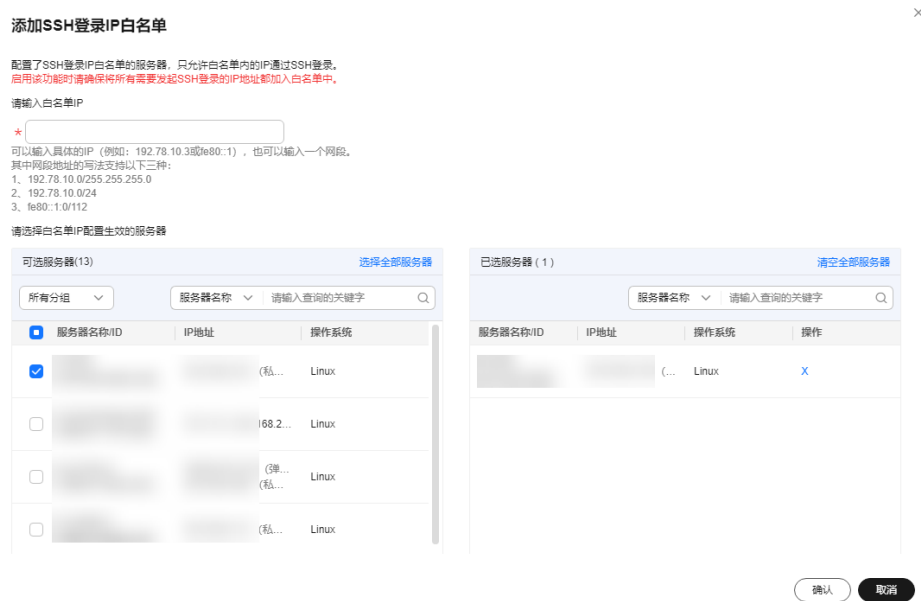 添加SSH登录IP白名单
配置了SSH登录IP白名单的服务器，只允许白名单内的IP通过SSH登录。
启用该功能时请确保将所有需要发起SSH登录的IP地址都加入白名单中。
请输入白名单IP
*
可以输入具体的IP（例如：192.78.10.3或fe80::1），也可以输入一个网段。
其中网段地址的写法支持以下三种：
1、192.78.10.0/255.255.255.0
2、192.78.10.0/24
3、fe80::1:0/112
请选择白名单IP配置生效的服务器
可选服务器(13) 选择全部服务器
所有分组 服务器名称 请输入查询的关键字
服务器名称/ID IP地址 操作系统
(私... Linux
168.2... Linux
(弹...
(私... Linux
(私... Linux
已选服务器 ( 1 ) 清空全部服务器
服务器名称 请输入查询的关键字
服务器名称/ID IP地址 操作系统 操作
(... Linux X
确认 取消